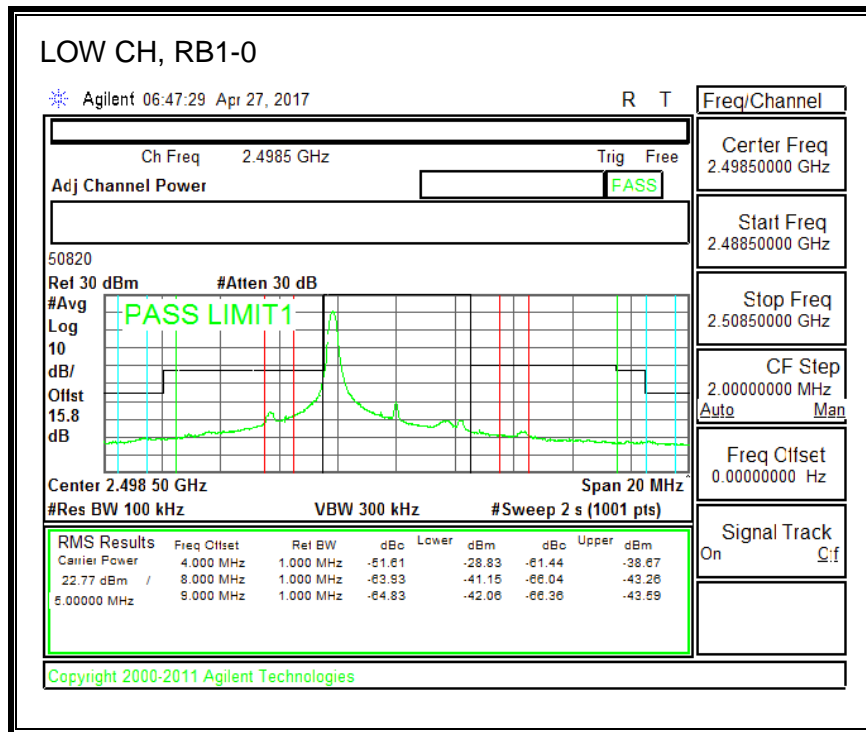 LOW CH, RB1-0
Agilent 06:47:29 Apr 27, 2017 R T
Freq/Channel
Ch Freq 2.4985 GHz Trig Free
Adj Channel Power PASS
Center Freq
2.49850000 GHz
Start Freq
2.48850000 GHz
Stop Freq
2.50850000 GHz
CF Step
2.00000000 MHz
Auto Man
Freq Offset
0.00000000 Hz
Signal Track
On Off
50820
Ref 30 dBm #Atten 30 dB
#Avg
Log
10
dB/
Offst
15.8
dB
PASS LIMIT1
Center 2.498 50 GHz Span 20 MHz
#Res BW 100 kHz VBW 300 kHz #Sweep 2 s (1001 pts)
RMS Results Freq Offset Ref BW dBc Lower dBm dBc Upper dBm
Carrier Power 4.000 MHz 1.000 MHz -51.61 -28.83 -61.44 -38.67
22.77 dBm / 8.000 MHz 1.000 MHz -63.93 -41.15 -66.04 -43.26
5.00000 MHz 9.000 MHz 1.000 MHz -64.83 -42.06 -66.36 -43.59
Copyright 2000-2011 Agilent Technologies